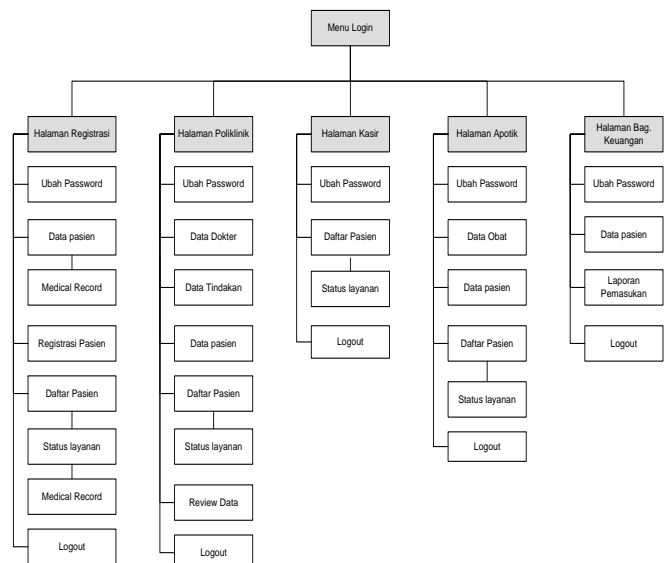 Menu Login
Halaman Registrasi
Ubah Password
Data pasien
Medical Record
Registrasi Pasien
Daftar Pasien
Status layanan
Medical Record
Logout
Halaman Poliklinik
Ubah Password
Data Dokter
Data Tindakan
Data pasien
Daftar Pasien
Status layanan
Review Data
Logout
Halaman Kasir
Ubah Password
Daftar Pasien
Status layanan
Logout
Halaman Apotik
Ubah Password
Data Obat
Data pasien
Daftar Pasien
Status layanan
Logout
Halaman Bag.
Keuangan
Ubah Password
Data pasien
Laporan
Pemasukan
Logout